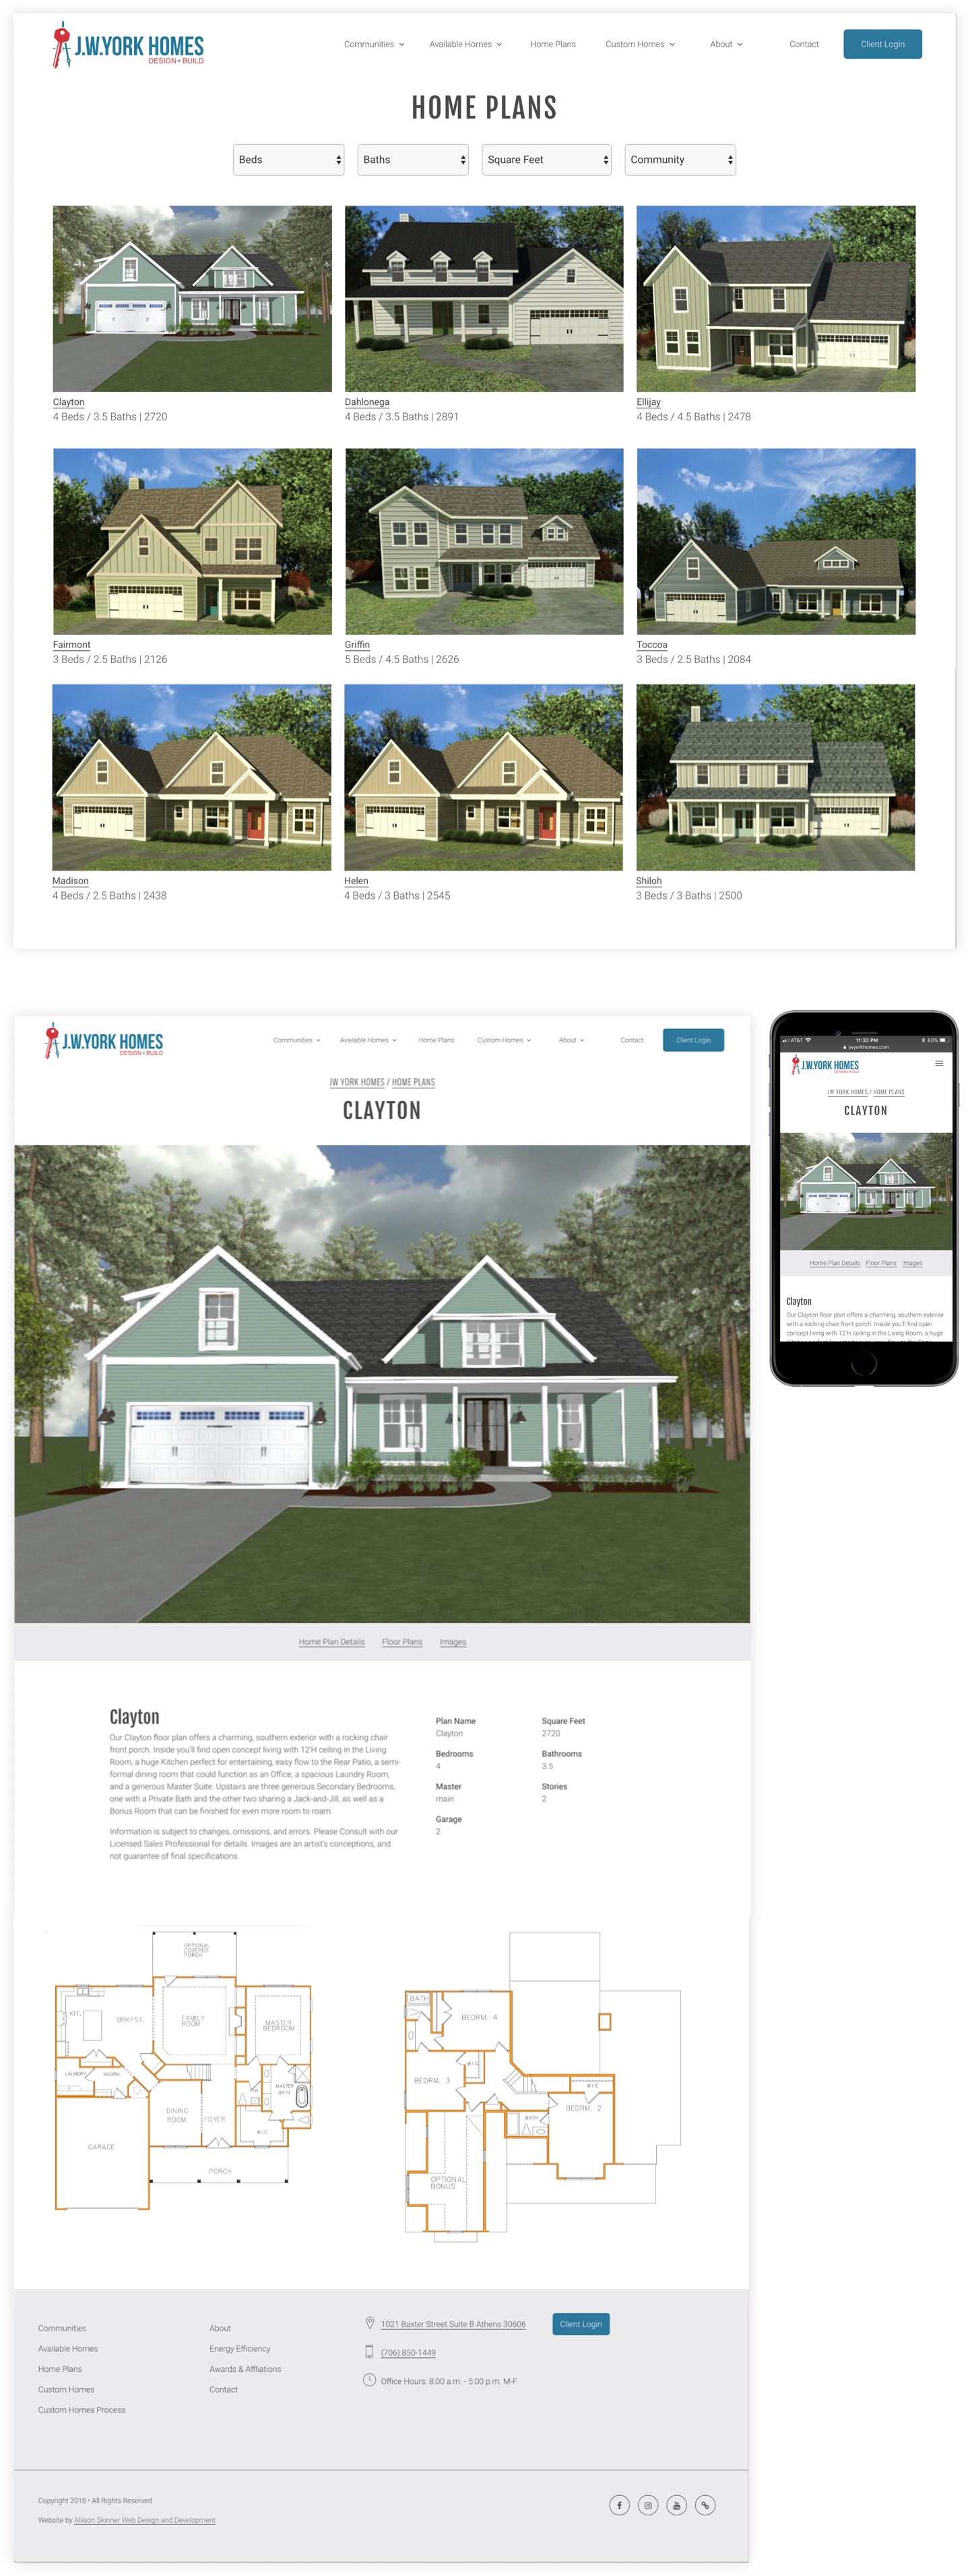 J.W.YORK HOMES
DESIGN+BUILD
Communities
Available Homes
Home Plans
Custom Homes
About
Contact
Client Login
HOME PLANS
Beds
Baths
Square Feet
Community
Clayton
4 Beds / 3.5 Baths | 2720
Dahlonega
4 Beds / 3.5 Baths | 2891
Ellijay
4 Beds / 4.5 Baths | 2478
Fairmont
3 Beds / 2.5 Baths | 2126
Griffin
5 Beds / 4.5 Baths | 2626
Toccoa
3 Beds / 2.5 Baths | 2084
Madison
4 Beds / 2.5 Baths | 2438
Helen
4 Beds / 3 Baths | 2545
Shiloh
3 Beds / 3 Baths | 2500
J.W.YORK HOMES
DESIGN+BUILD
Communities
Available Homes
Home Plans
Custom Homes
About
Contact
Client Login
JW YORK HOMES / HOME PLANS
CLAYTON
Home Plan Details
Floor Plans
Images
AT&T
11:33 PM
60%
jwyorkhomes.com
J.W.YORK HOMES
DESIGN+BUILD
JW YORK HOMES / HOME PLANS
CLAYTON
Home Plan Details
Floor Plans
Images
Clayton
Our Clayton floor plan offers a charming, southern exterior
with a rocking chair front porch. Inside you'll find open
concept living with 12'H ceiling in the Living Room, a huge
Clayton
Our Clayton floor plan offers a charming, southern exterior with a rocking chair
front porch. Inside you'll find open concept living with 12'H ceiling in the Living
Room, a huge Kitchen perfect for entertaining, easy flow to the Rear Patio, a semi-
formal dining room that could function as an Office, a spacious Laundry Room,
and a generous Master Suite. Upstairs are three generous Secondary Bedrooms,
one with a Private Bath and the other two sharing a Jack-and-Jill, as well as a
Bonus Room that can be finished for even more room to roam.
Information is subject to changes, omissions, and errors. Please Consult with our
Licensed Sales Professional for details. Images are an artist's conceptions, and
not guarantee of final specifications.
Plan Name
Clayton
Square Feet
2720
Bedrooms
4
Bathrooms
3.5
Master
main
Stories
2
Garage
2
OPTIONAL
COVERED
PORCH
KIT.
BRKFST.
FAMILY
ROOM
MASTER
BEDROOM
LAUNDRY
MUDRM.
MASTER
BATH
DINING
ROOM
FOYER
W.I.C
GARAGE
PORCH
BATH
BEDRM. 4
W.I.C
BEDRM. 3
W.I.C
BEDRM. 2
BATH
OPTIONAL
BONUS
Communities
Available Homes
Home Plans
Custom Homes
Custom Homes Process
About
Energy Efficiency
Awards & Affliations
Contact
1021 Baxter Street Suite B Athens 30606
(706) 850-1449
Office Hours: 8:00 a.m. - 5:00 p.m. M-F
Client Login
Copyright 2018 • All Rights Reserved
Website by Allison Skinner Web Design and Development